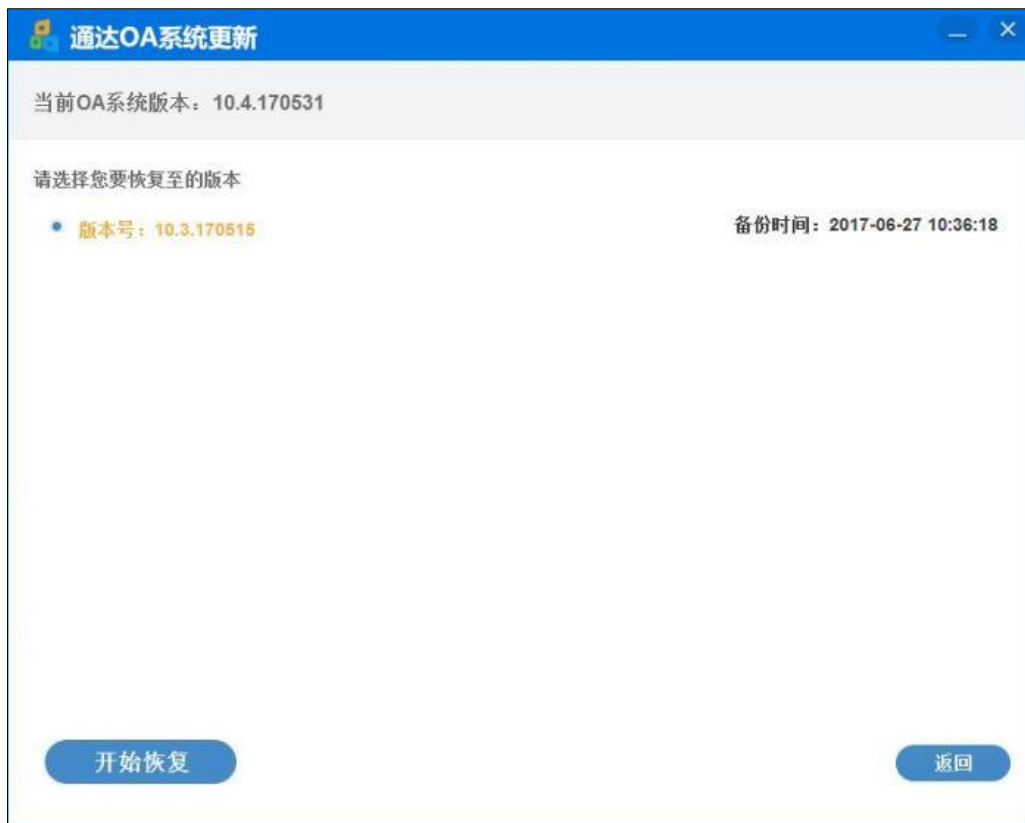 通达OA系统更新
当前OA系统版本：10.4.170531
请选择您要恢复至的版本
版本号：10.3.170515 备份时间：2017-06-27 10:36:18
开始恢复 返回